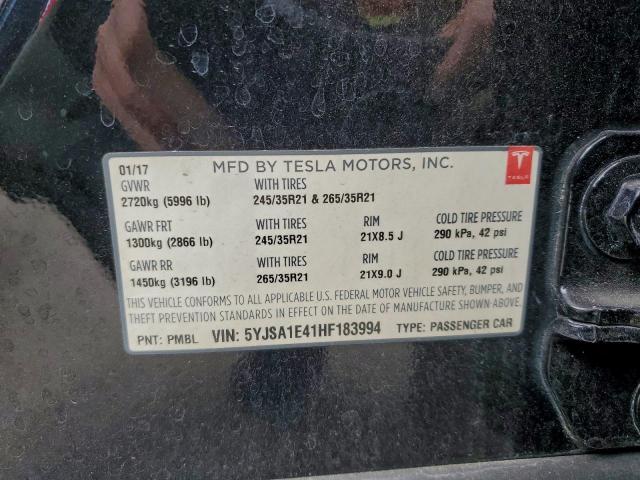 01/17 MFD BY TESLA MOTORS, INC.
TESLA
GVWR WITH TIRES
2720kg (5996 lb) 245/35R21 & 265/35R21
GAWR FRT WITH TIRES RIM COLD TIRE PRESSURE
1300kg (2866 lb) 245/35R21 21X8.5 J 290 kPa, 42 psi
GAWR RR WITH TIRES RIM COLD TIRE PRESSURE
1450kg (3196 lb) 265/35R21 21X9.0 J 290 kPa, 42 psi
THIS VEHICLE CONFORMS TO ALL APPLICABLE U.S. FEDERAL MOTOR VEHICLE SAFETY, BUMPER, AND
THEFT PREVENTION STANDARDS IN EFFECT ON THE DATE OF MANUFACTURE SHOWN ABOVE.
PNT: PMBL VIN: 5YJSA1E41HF183994 TYPE: PASSENGER CAR